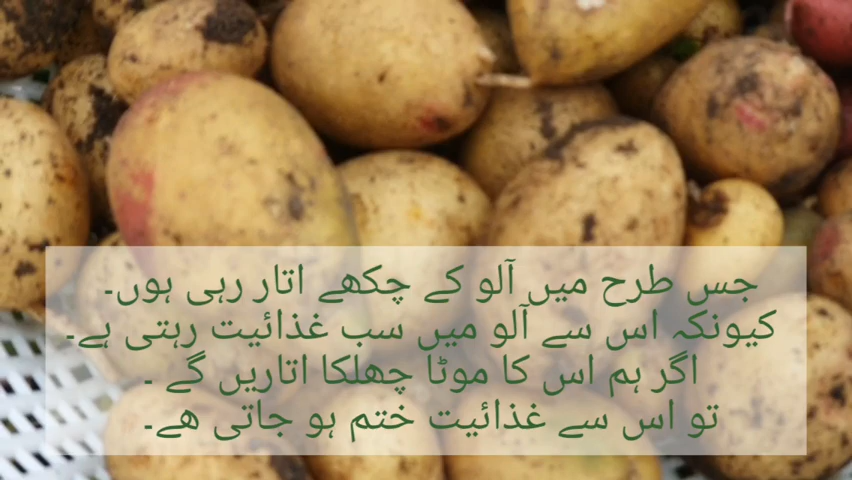 جس طرح میں آلو کے چکھے اتار رہی ہوں۔
کیونکہ اس سے آلو میں سب غذائیت رہتی ہے۔
اگر ہم اس کا موٹا چھلکا اتاریں گے ۔
تو اس سے غذائیت ختم ہو جاتی ھے۔